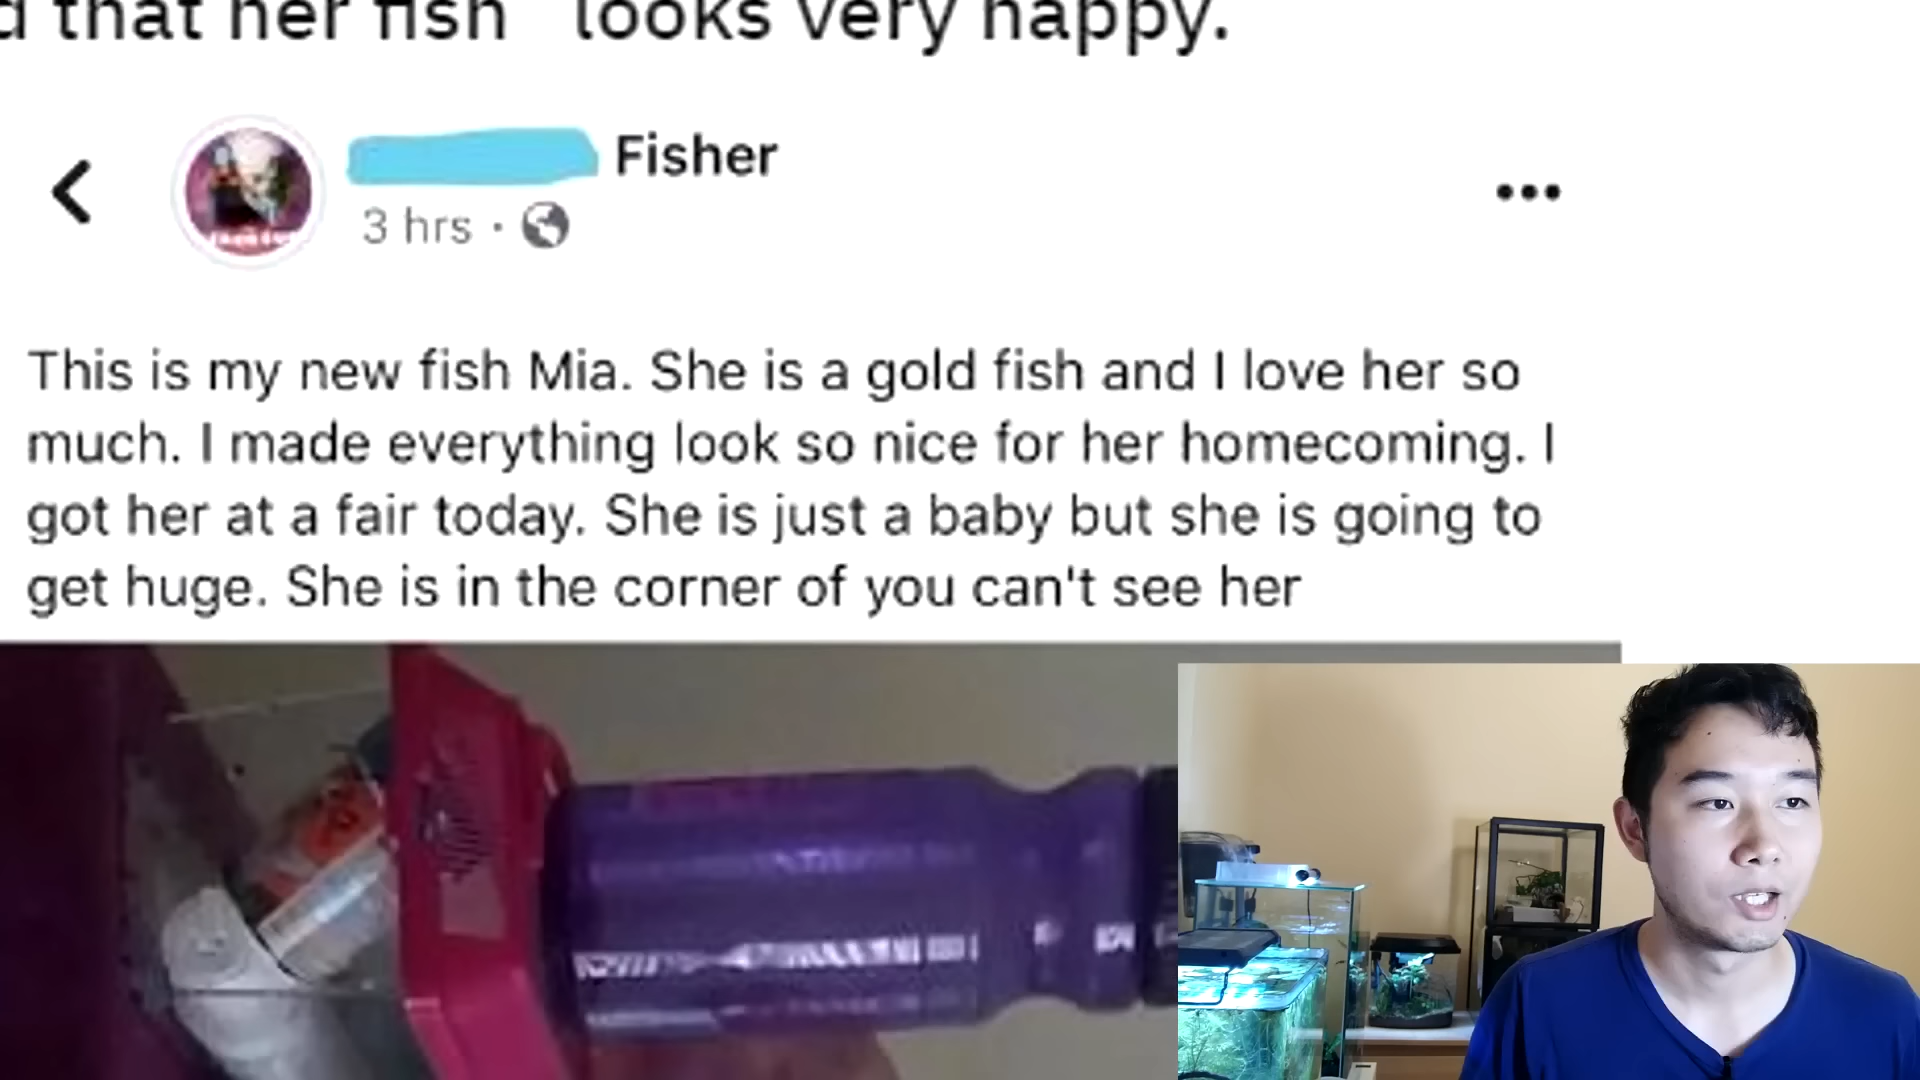 d that her fish looks very happy.
Fisher
3 hrs ·
This is my new fish Mia. She is a gold fish and I love her so
much. I made everything look so nice for her homecoming. I
got her at a fair today. She is just a baby but she is going to
get huge. She is in the corner of you can't see her